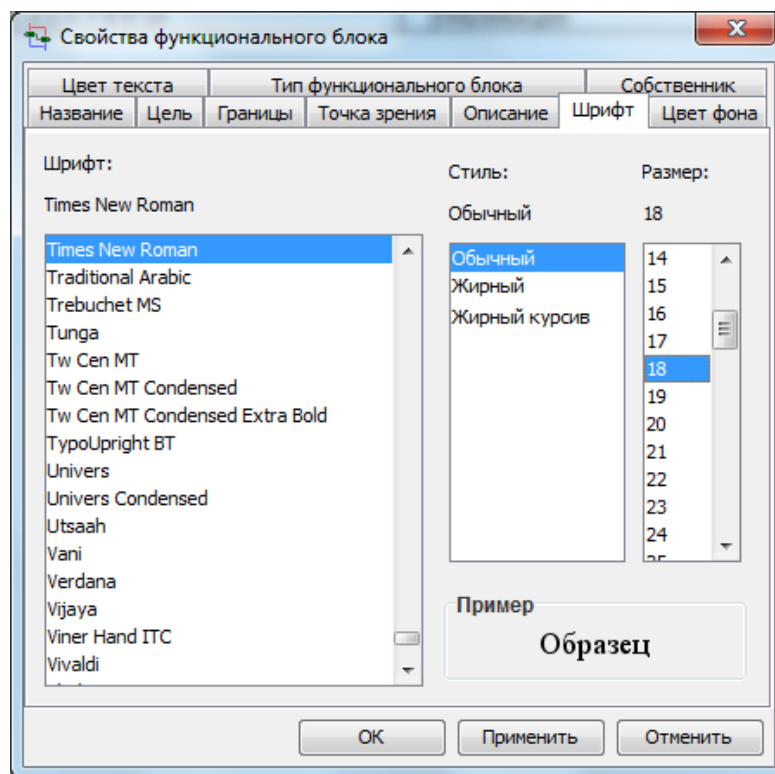 Свойства функционального блока
Цвет текста Тип функционального блока Собственник
Название Цель Границы Точка зрения Описание Шрифт Цвет фона
Шрифт: Стиль: Размер:
Times New Roman Обычный 18
Times New Roman Обычный 14
Traditional Arabic Жирный 15
Trebuchet MS Жирный курсив 16
Tunga 17
Tw Cen MT 18
Tw Cen MT Condensed 19
Tw Cen MT Condensed Extra Bold 20
TypoUpright BT 21
Univers 22
Univers Condensed 23
Utsaah 24
Vani
Verdana
Vijaya
Viner Hand ITC
Vivaldi
Пример
Образец
OK Применить Отменить